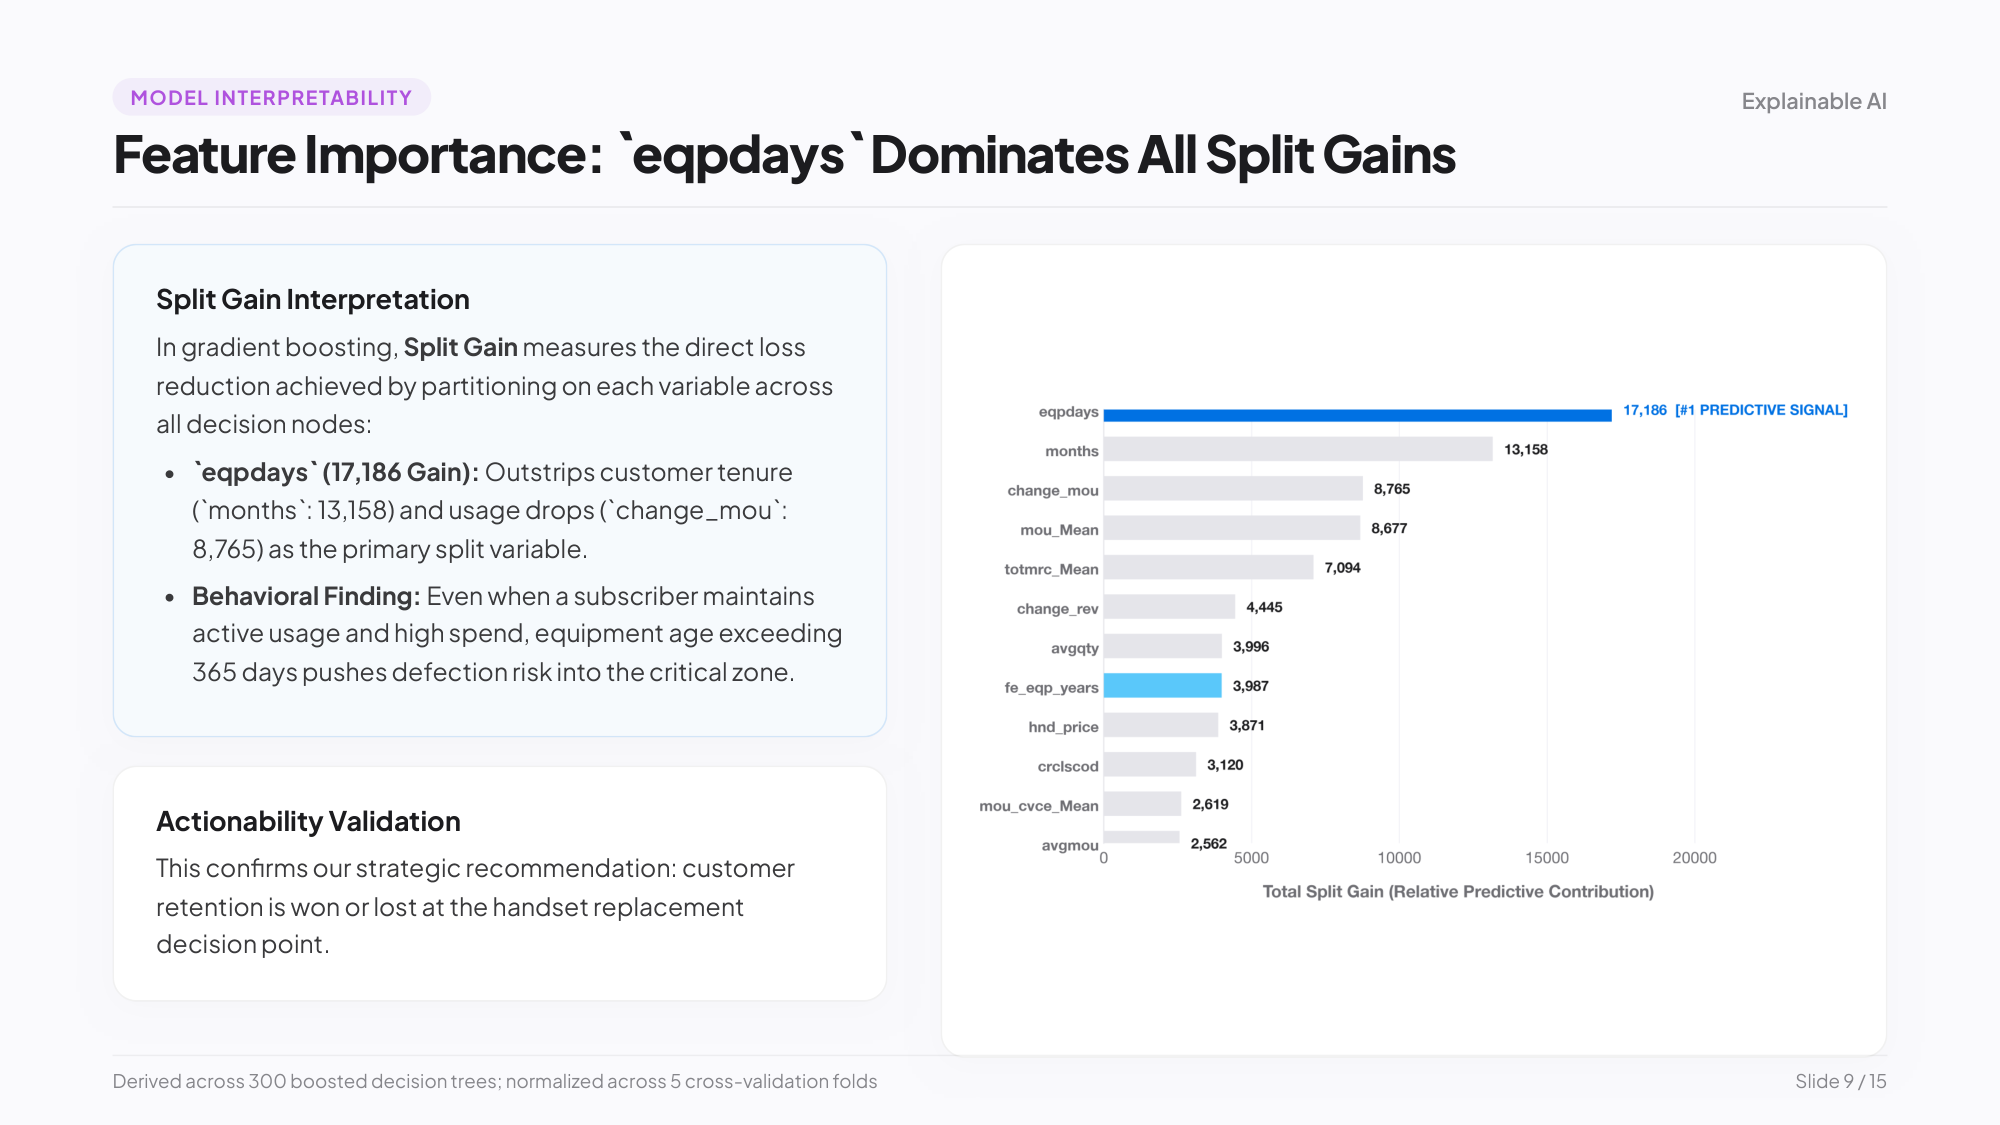 MODEL INTERPRETABILITY
Explainable AI
Feature Importance: `eqpdays` Dominates All Split Gains
Split Gain Interpretation
In gradient boosting, Split Gain measures the direct loss
reduction achieved by partitioning on each variable across
all decision nodes:
• `eqpdays` (17,186 Gain): Outstrips customer tenure
(`months`: 13,158) and usage drops (`change_mou`:
8,765) as the primary split variable.
• Behavioral Finding: Even when a subscriber maintains
active usage and high spend, equipment age exceeding
365 days pushes defection risk into the critical zone.
Actionability Validation
This confirms our strategic recommendation: customer
retention is won or lost at the handset replacement
decision point.
eqpdays 17,186 [#1 PREDICTIVE SIGNAL]
months 13,158
change_mou 8,765
mou_Mean 8,677
totmrc_Mean 7,094
change_rev 4,445
avgqty 3,996
fe_eqp_years 3,987
hnd_price 3,871
crclscod 3,120
mou_cvce_Mean 2,619
avgmou 2,562
0 5000 10000 15000 20000
Total Split Gain (Relative Predictive Contribution)
Derived across 300 boosted decision trees; normalized across 5 cross-validation folds
Slide 9 / 15